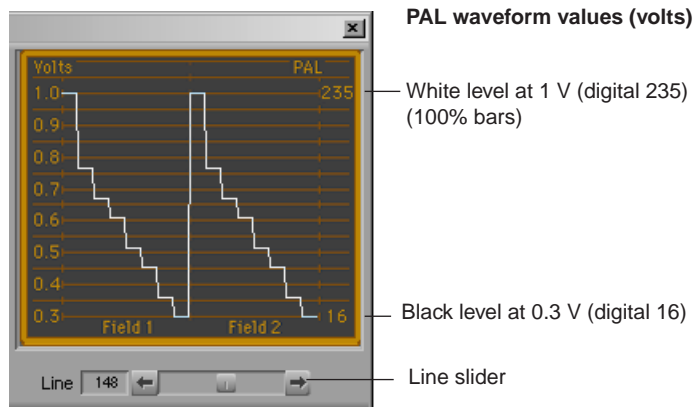 PAL waveform values (volts)
Volts
PAL
1.0
235
White level at 1 V (digital 235)
(100% bars)
0.9
0.8
0.7
0.6
0.5
0.4
0.3
16
Black level at 0.3 V (digital 16)
Field 1
Field 2
Line
148
Line slider